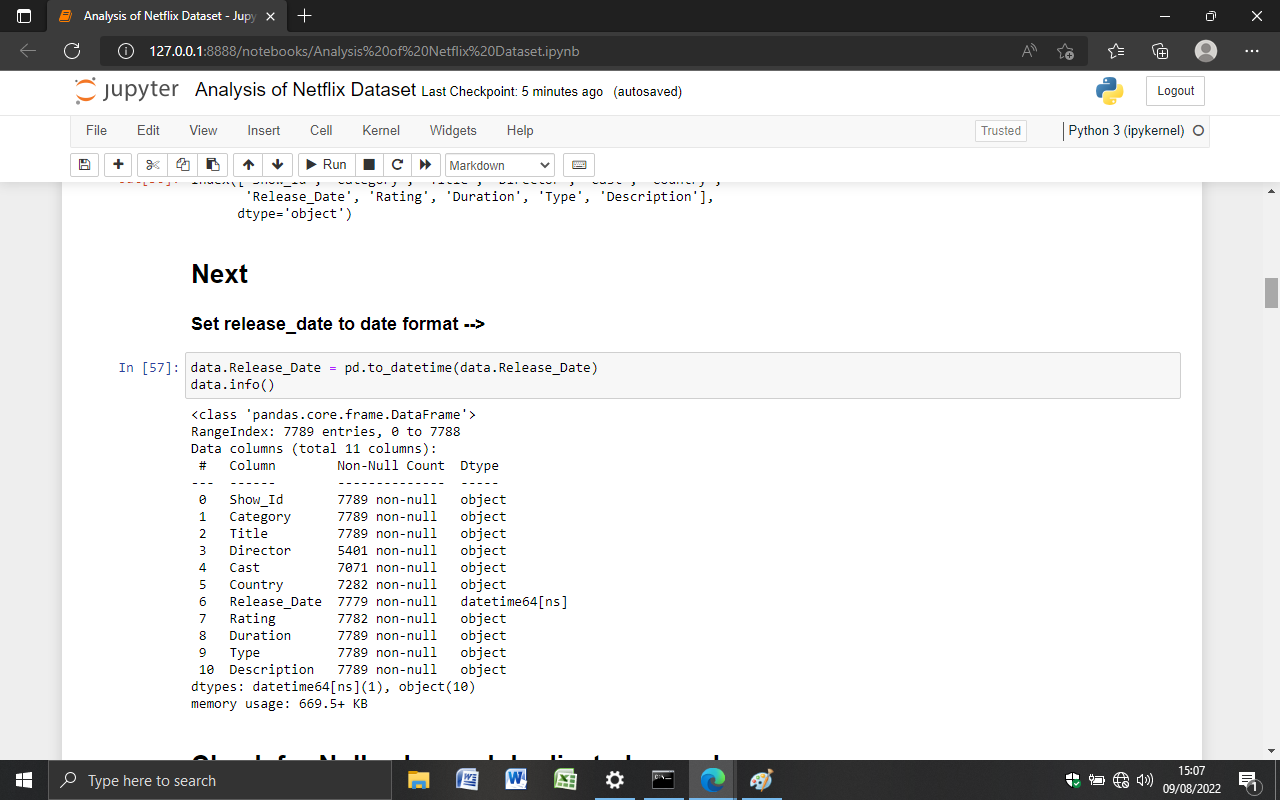 Analysis of Netflix Dataset - Jupy
127.0.0.1:8888/notebooks/Analysis%20of%20Netflix%20Dataset.ipynb
jupyter Analysis of Netflix Dataset Last Checkpoint: 5 minutes ago (autosaved)
Logout
File Edit View Insert Cell Kernel Widgets Help
Trusted Python 3 (ipykernel)
Run Markdown
'Release_Date', 'Rating', 'Duration', 'Type', 'Description'],
dtype='object')
Next
Set release_date to date format -->
In [57]: data.Release_Date = pd.to_datetime(data.Release_Date)
data.info()
<class 'pandas.core.frame.DataFrame'>
RangeIndex: 7789 entries, 0 to 7788
Data columns (total 11 columns):
# Column Non-Null Count Dtype
--- ------ -------------- -----
0 Show_Id 7789 non-null object
1 Category 7789 non-null object
2 Title 7789 non-null object
3 Director 5401 non-null object
4 Cast 7071 non-null object
5 Country 7282 non-null object
6 Release_Date 7779 non-null datetime64[ns]
7 Rating 7782 non-null object
8 Duration 7789 non-null object
9 Type 7789 non-null object
10 Description 7789 non-null object
dtypes: datetime64[ns](1), object(10)
memory usage: 669.5+ KB
Type here to search
15:07
09/08/2022
1